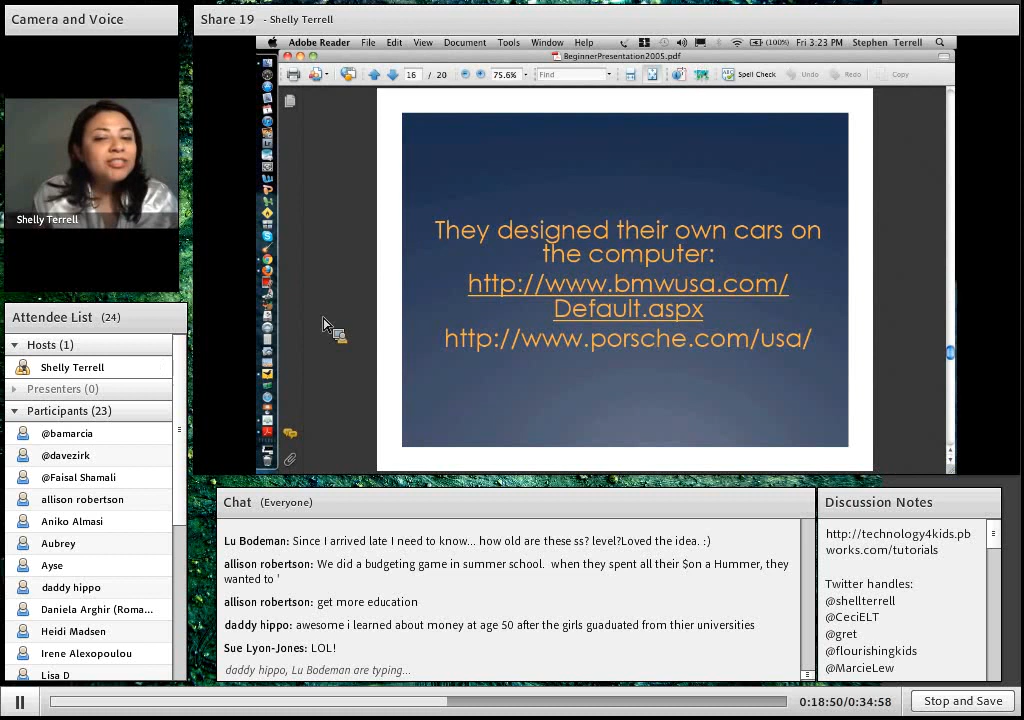 Camera and Voice
Shelly Terrell
Attendee List (24)
Hosts (1)
Shelly Terrell
Presenters (0)
Participants (23)
@bamarcia
@davezirk
@Faisal Shamali
allison robertson
Aniko Almasi
Aubrey
Ayse
daddy hippo
Daniela Arghir (Roma...
Heidi Madsen
Irene Alexopoulou
Lisa D
Share 19 - Shelly Terrell
Adobe Reader File Edit View Document Tools Window Help (100%) Fri 3:23 PM Stephen Terrell
BeginnerPresentation2005.pdf
16 / 20 75.6% Find Spell Check Undo Redo Copy
They designed their own cars on
the computer:
http://www.bmwusa.com/
Default.aspx
http://www.porsche.com/usa/
Chat (Everyone)
Lu Bodeman: Since I arrived late I need to know... how old are these ss? level?Loved the idea. :)
allison robertson: We did a budgeting game in summer school. when they spent all their $on a Hummer, they
wanted to '
allison robertson: get more education
daddy hippo: awesome i learned about money at age 50 after the girls guaduated from thier universities
Sue Lyon-Jones: LOL!
daddy hippo, Lu Bodeman are typing...
Discussion Notes
http://technology4kids.pb
works.com/tutorials
Twitter handles:
@shellterrell
@CeciELT
@gret
@flourishingkids
@MarcieLew
0:18:50/0:34:58
Stop and Save